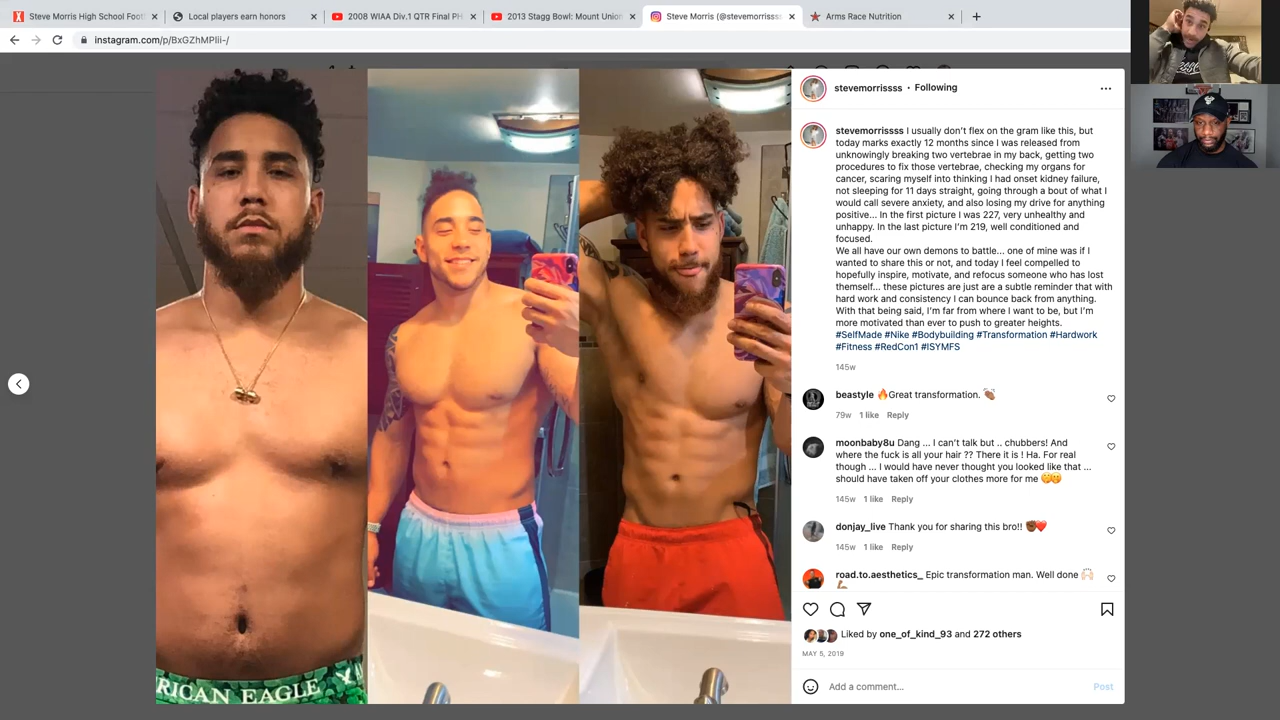 Steve Morris High School Foot
Local players earn honors
2008 WIAA Div.1 QTR Final PH
2013 Stagg Bowl: Mount Union
Steve Morris (@stevemorrisss
Arms Race Nutrition
instagram.com/p/BxGZhMPlii-/
RICAN EAGLE
stevemorrissss • Following
stevemorrissss I usually don't flex on the gram like this, but
today marks exactly 12 months since I was released from
unknowingly breaking two vertebrae in my back, getting two
procedures to fix those vertebrae, checking my organs for
cancer, scaring myself into thinking I had onset kidney failure,
not sleeping for 11 days straight, going through a bout of what I
would call severe anxiety, and also losing my drive for anything
positive... In the first picture I was 227, very unhealthy and
unhappy. In the last picture I'm 219, well conditioned and
focused.
We all have our own demons to battle... one of mine was if I
wanted to share this or not, and today I feel compelled to
hopefully inspire, motivate, and refocus someone who has lost
themself... these pictures are just are a subtle reminder that with
hard work and consistency I can bounce back from anything.
With that being said, I'm far from where I want to be, but I'm
more motivated than ever to push to greater heights.
#SelfMade #Nike #Bodybuilding #Transformation #Hardwork
#Fitness #RedCon1 #ISYMFS
145w
beastyle 🔥Great transformation. 👏🏾
79w 1 like Reply
moonbaby8u Dang ... I can't talk but .. chubbers! And
where the fuck is all your hair ?? There it is ! Ha. For real
though ... I would have never thought you looked like that ...
should have taken off your clothes more for me
145w 1 like Reply
donjay_live Thank you for sharing this bro!!
145w 1 like Reply
road.to.aesthetics_ Epic transformation man. Well done
Liked by one_of_kind_93 and 272 others
MAY 5, 2019
Add a comment...
Post